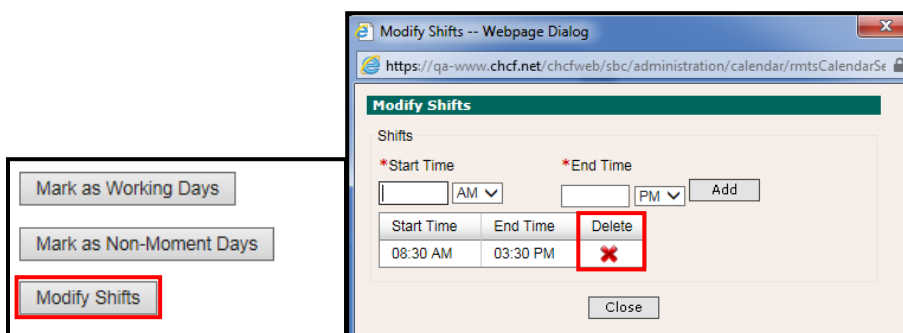 Mark as Working Days
Mark as Non-Moment Days
Modify Shifts
Modify Shifts -- Webpage Dialog
https://qa-www.chcf.net/chcfweb/sbc/administration/calendar/rmtsCalendarSe
Modify Shifts
Shifts
*Start Time *End Time
AM PM Add
Start Time End Time Delete
08:30 AM 03:30 PM
Close